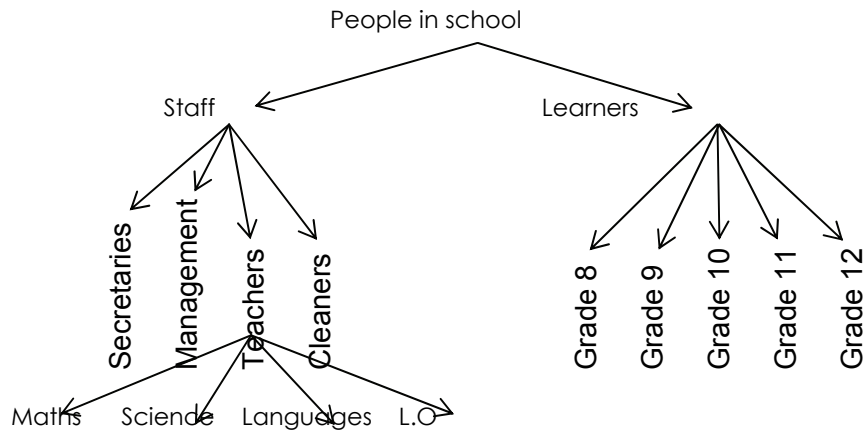 People in school
Staff
Learners
Secretaries
Management
Teachers
Cleaners
Grade 8
Grade 9
Grade 10
Grade 11
Grade 12
Maths
Science
Languages
L.O